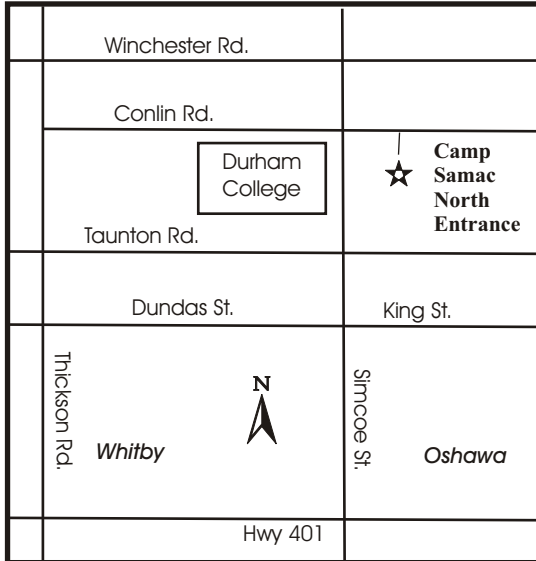 Winchester Rd.
Conlin Rd.
Durham
College
Camp
Samac
North
Entrance
Taunton Rd.
Dundas St.
King St.
Thickson Rd.
N
Simcoe St.
Whitby
Oshawa
Hwy 401